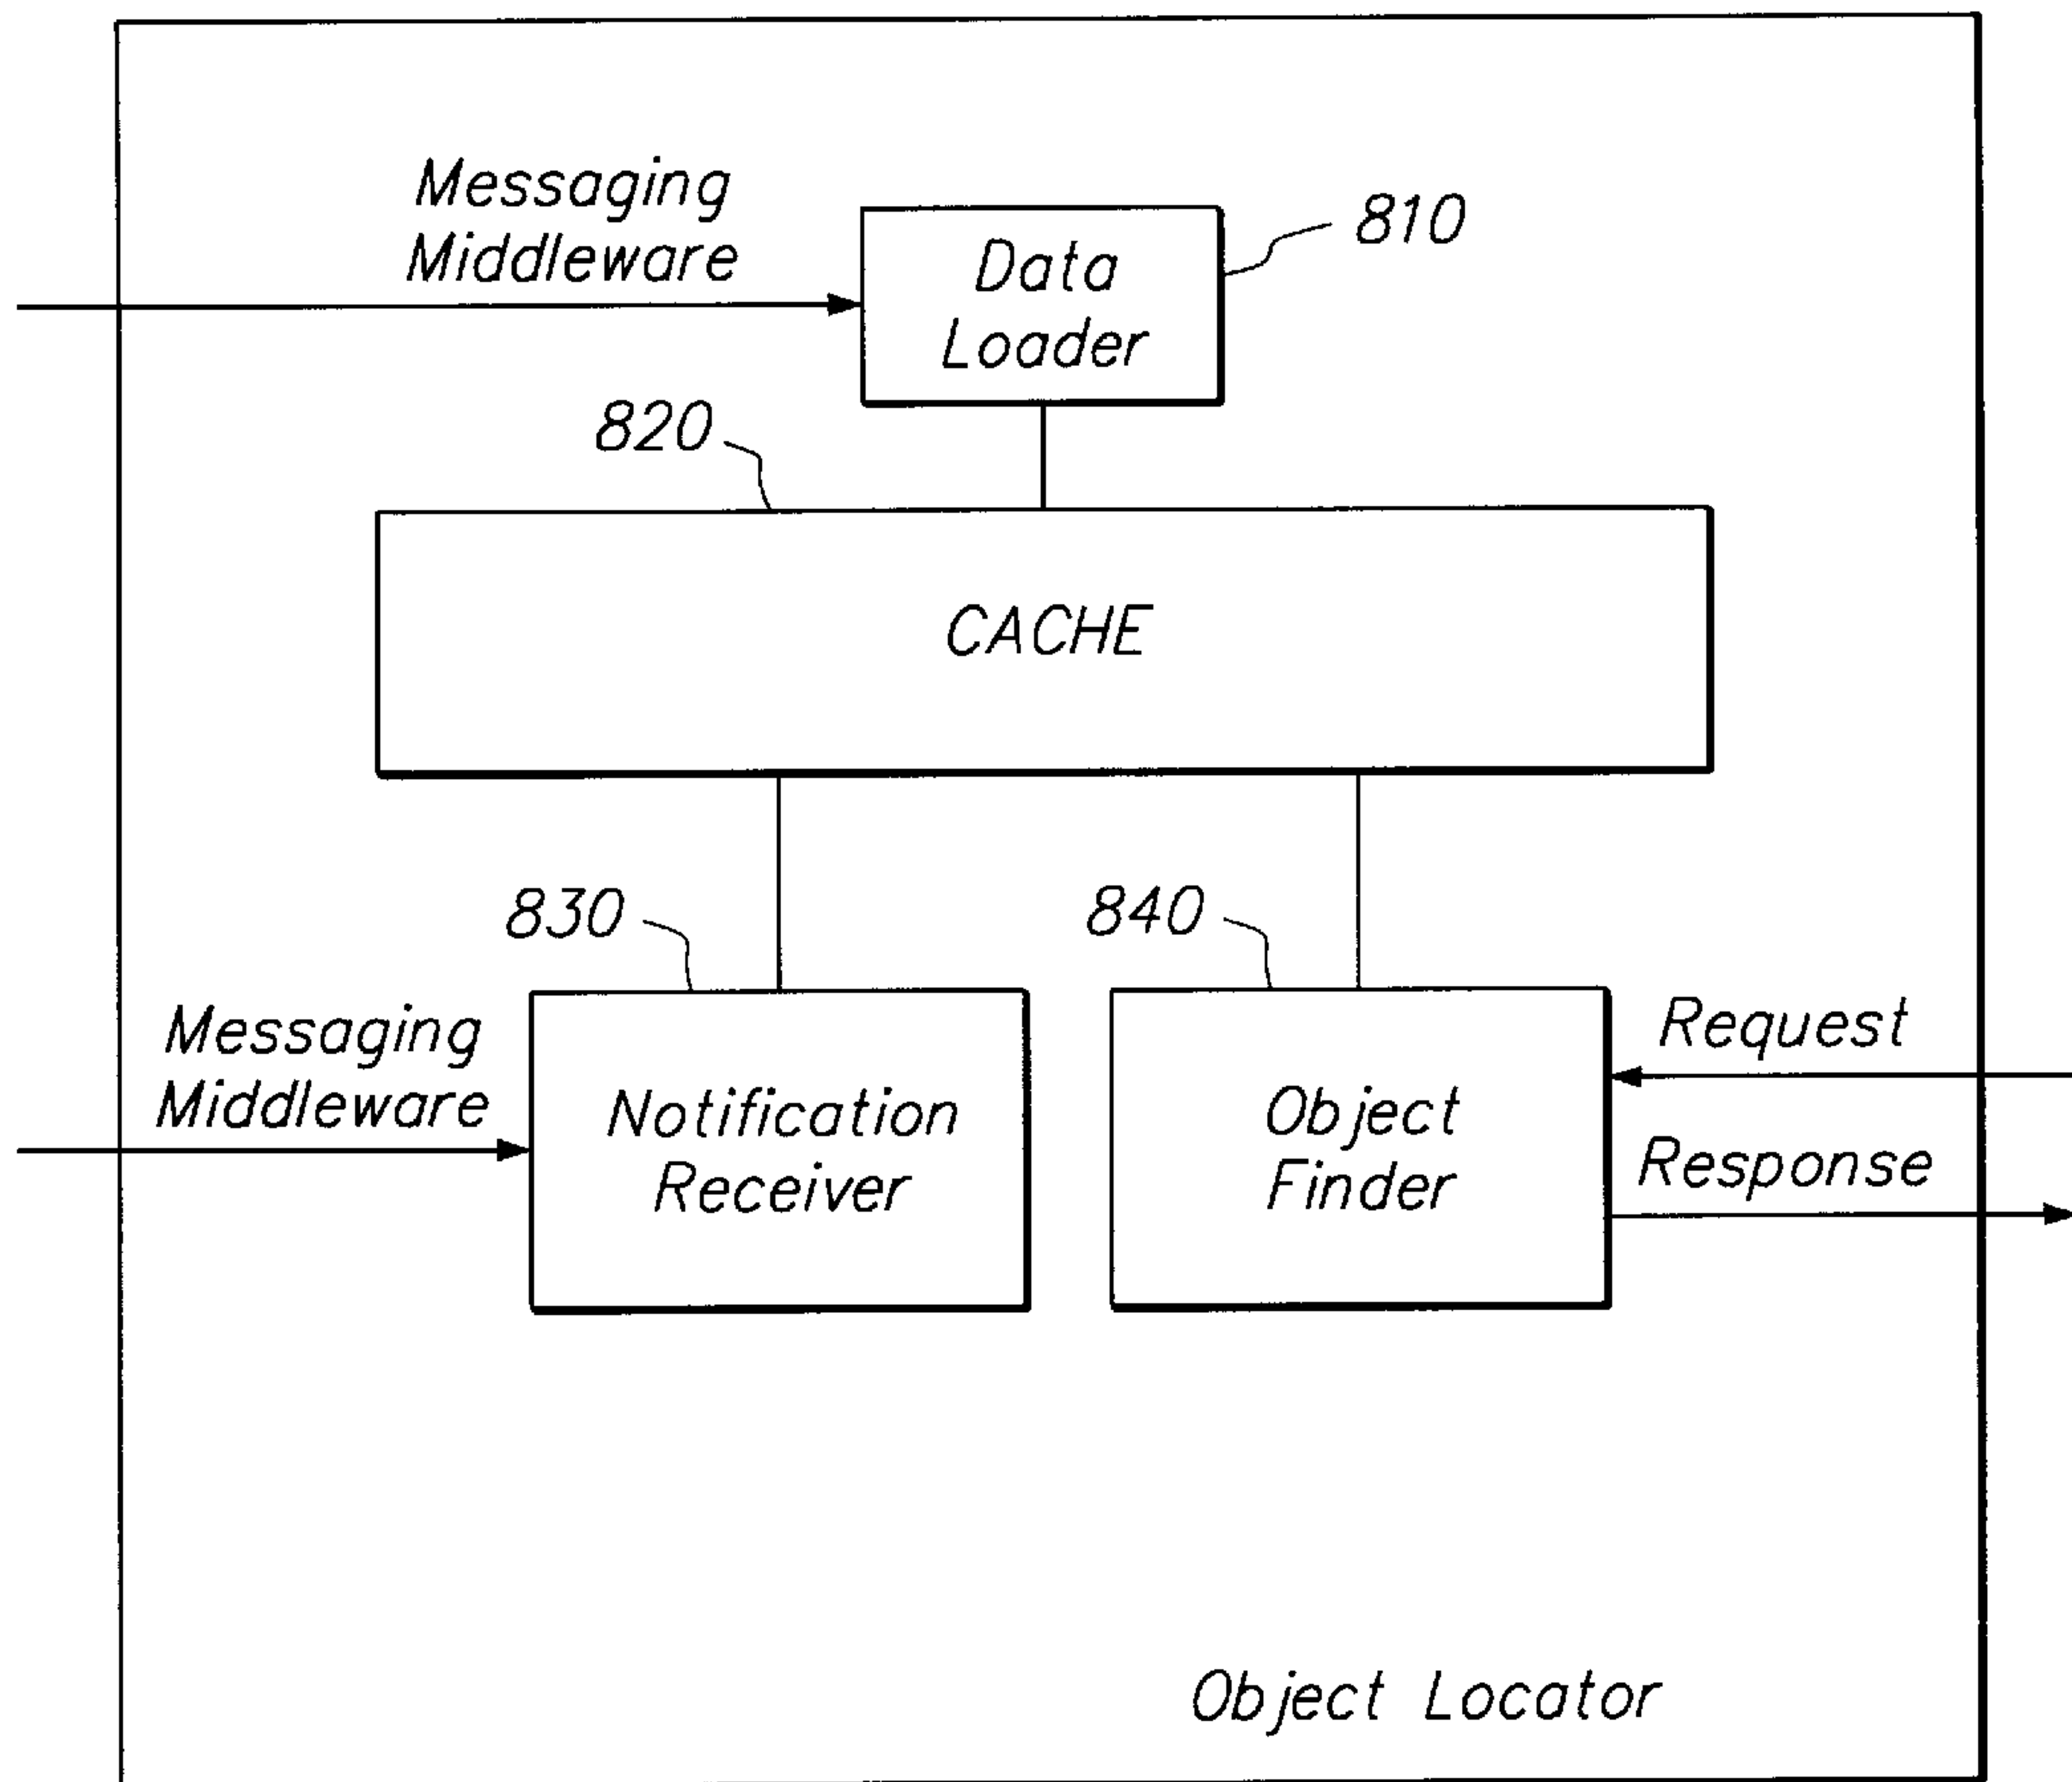 Messaging
Middleware
Data
Loader
810
820
CACHE
830
840
Messaging
Middleware
Notification
Receiver
Object
Finder
Request
Response
Object Locator